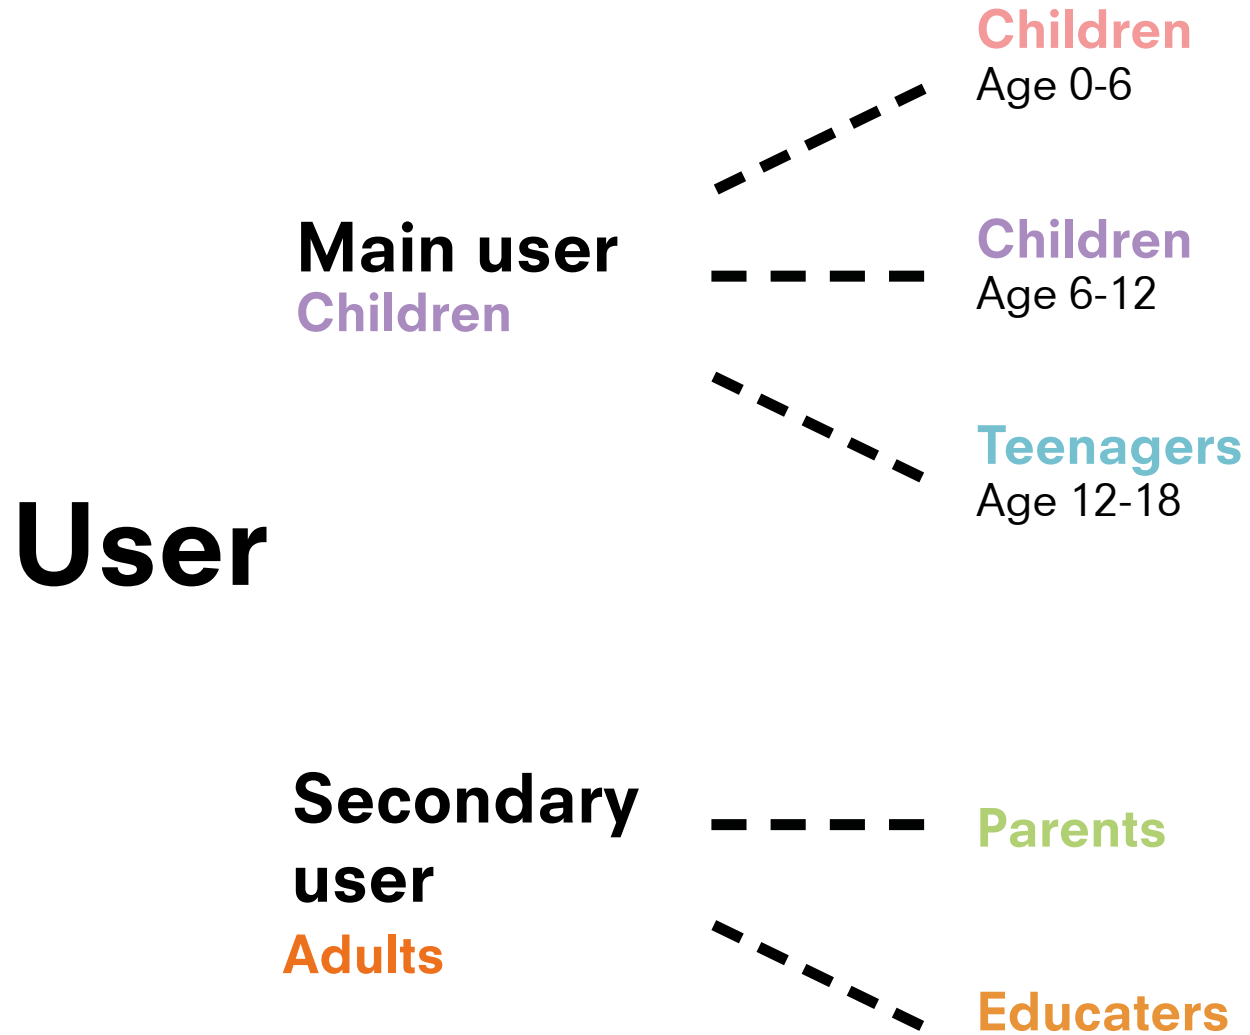 User
Main user
Children
Children
Age 0-6
Children
Age 6-12
Teenagers
Age 12-18
Secondary
user
Adults
Parents
Educaters